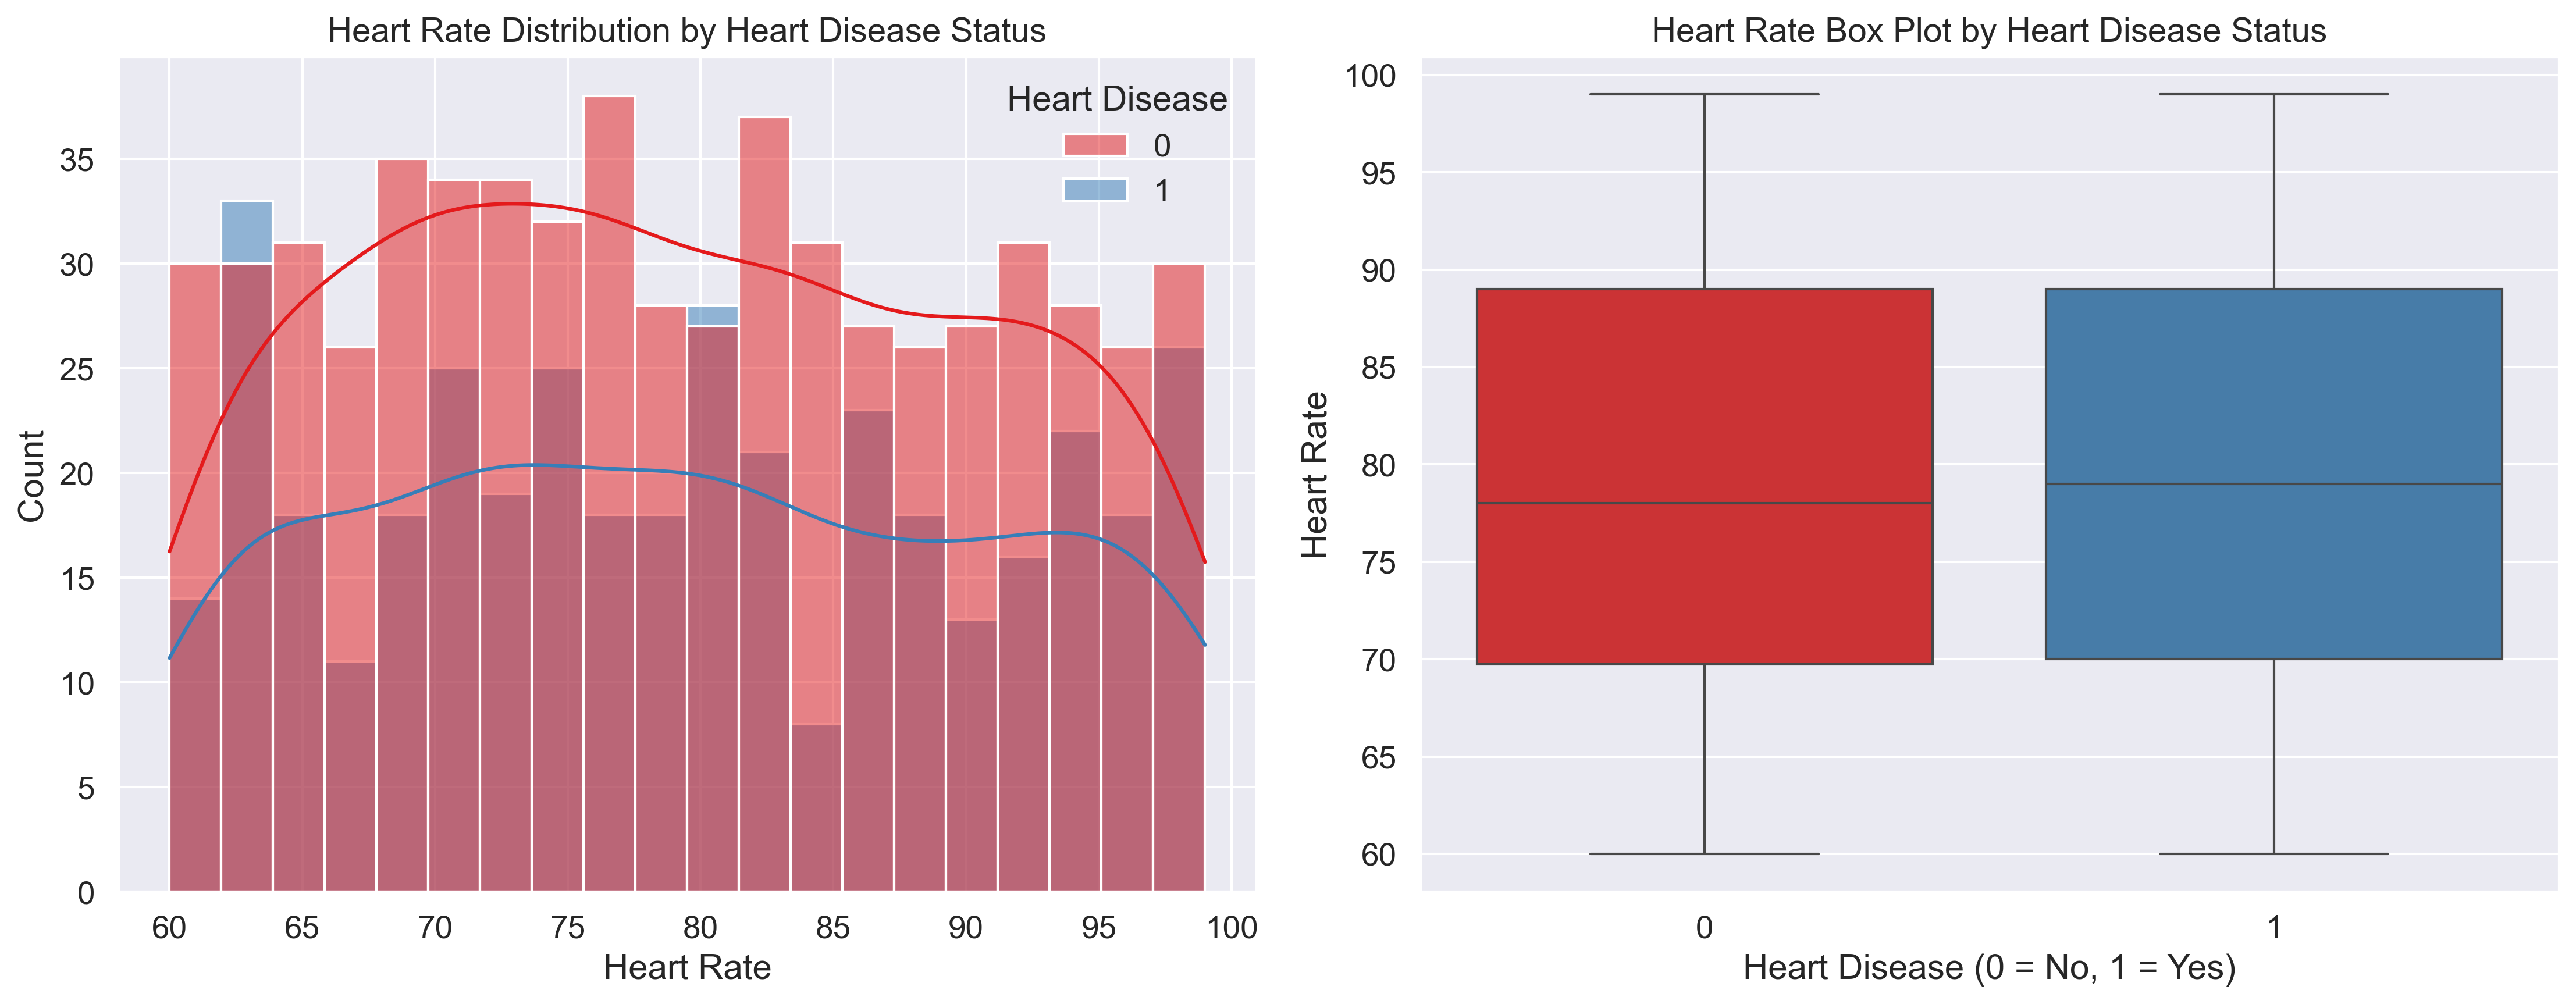 Heart Rate Distribution by Heart Disease Status
Heart Disease
0
1
35
30
25
20
15
10
5
0
Count
60 65 70 75 80 85 90 95 100
Heart Rate
Heart Rate Box Plot by Heart Disease Status
100
95
90
85
80
75
70
65
60
Heart Rate
0 1
Heart Disease (0 = No, 1 = Yes)